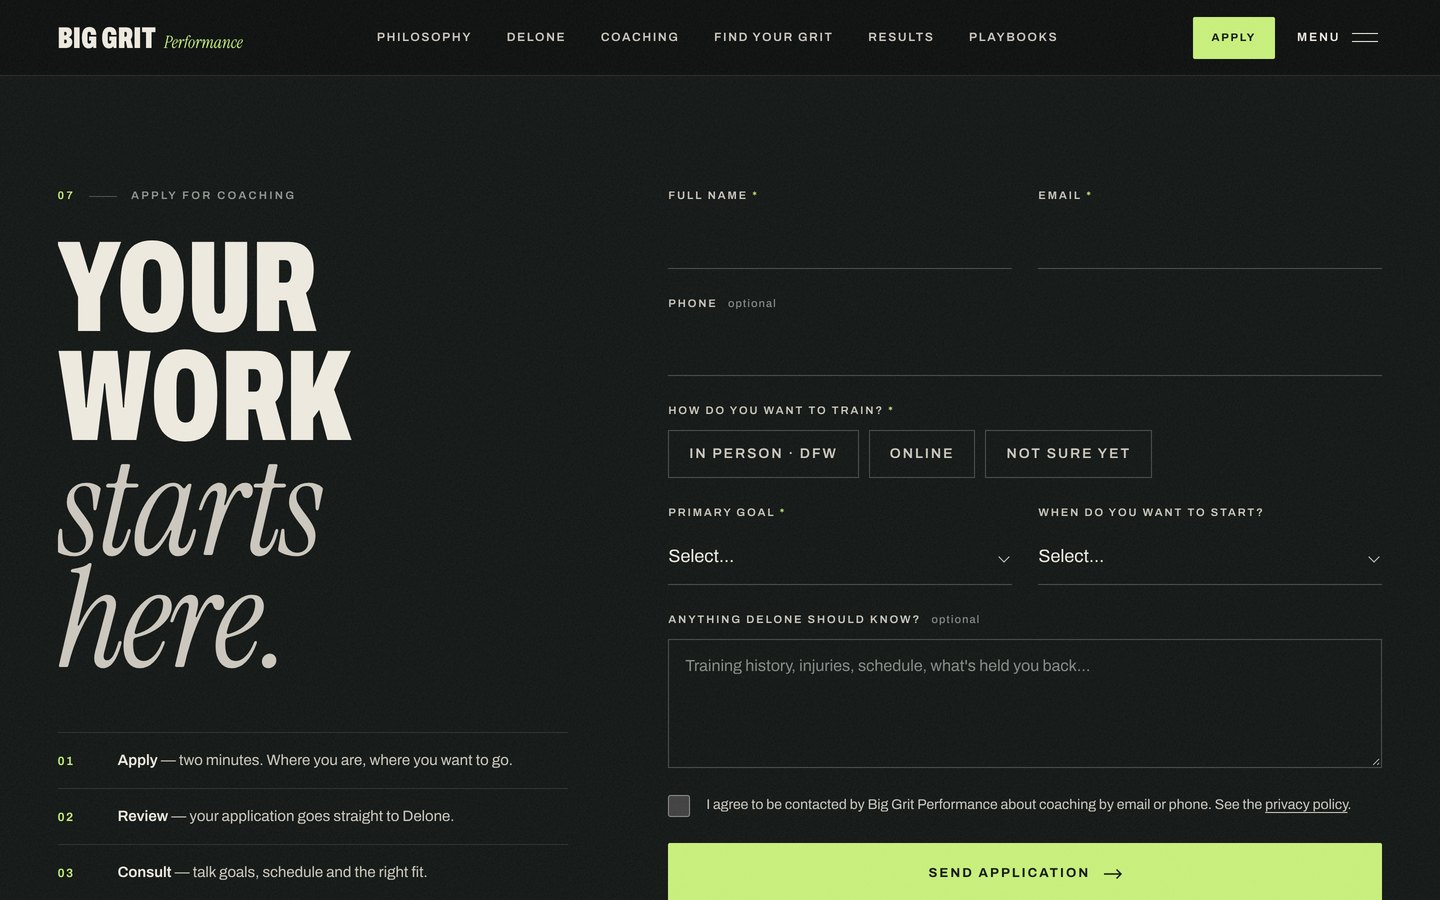 BIG GRIT Performance
PHILOSOPHY DELONE COACHING FIND YOUR GRIT RESULTS PLAYBOOKS
APPLY
MENU
07 APPLY FOR COACHING
YOUR
WORK
starts
here.
01 Apply — two minutes. Where you are, where you want to go.
02 Review — your application goes straight to Delone.
03 Consult — talk goals, schedule and the right fit.
FULL NAME *
EMAIL *
PHONE optional
HOW DO YOU WANT TO TRAIN? *
IN PERSON · DFW
ONLINE
NOT SURE YET
PRIMARY GOAL *
Select...
WHEN DO YOU WANT TO START?
Select...
ANYTHING DELONE SHOULD KNOW? optional
Training history, injuries, schedule, what's held you back...
I agree to be contacted by Big Grit Performance about coaching by email or phone. See the privacy policy.
SEND APPLICATION →